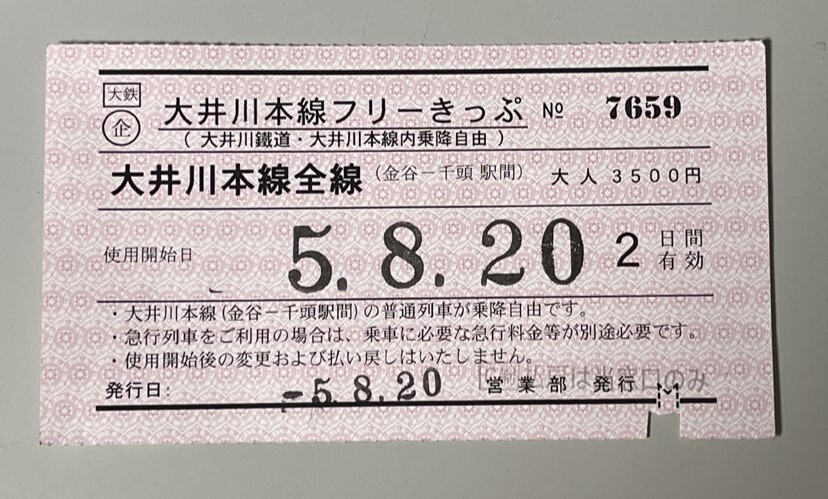 大鉄
企
大井川本線フリーきっぷ № 7659
( 大井川鐵道・大井川本線内乗降自由 )
大井川本線全線 (金谷−千頭 駅間) 大人 3500円
使用開始日 5. 8. 20 2 日間有効
・大井川本線(金谷−千頭駅間)の普通列車が乗降自由です。
・急行列車をご利用の場合は、乗車に必要な急行料金等が別途必要です。
・使用開始後の変更および払い戻しはいたしません。
発行日: -5. 8. 20 営業部 発行